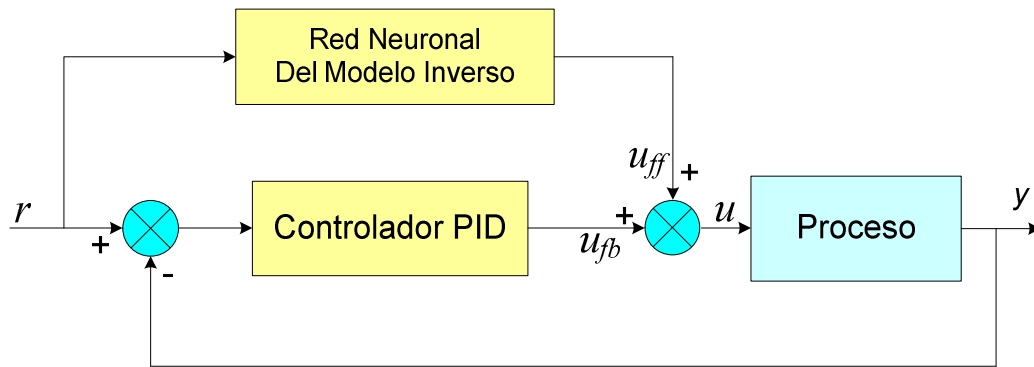 Red Neuronal
Del Modelo Inverso
u_ff
+
r
+
-
Controlador PID
+
u_fb
u
Proceso
y